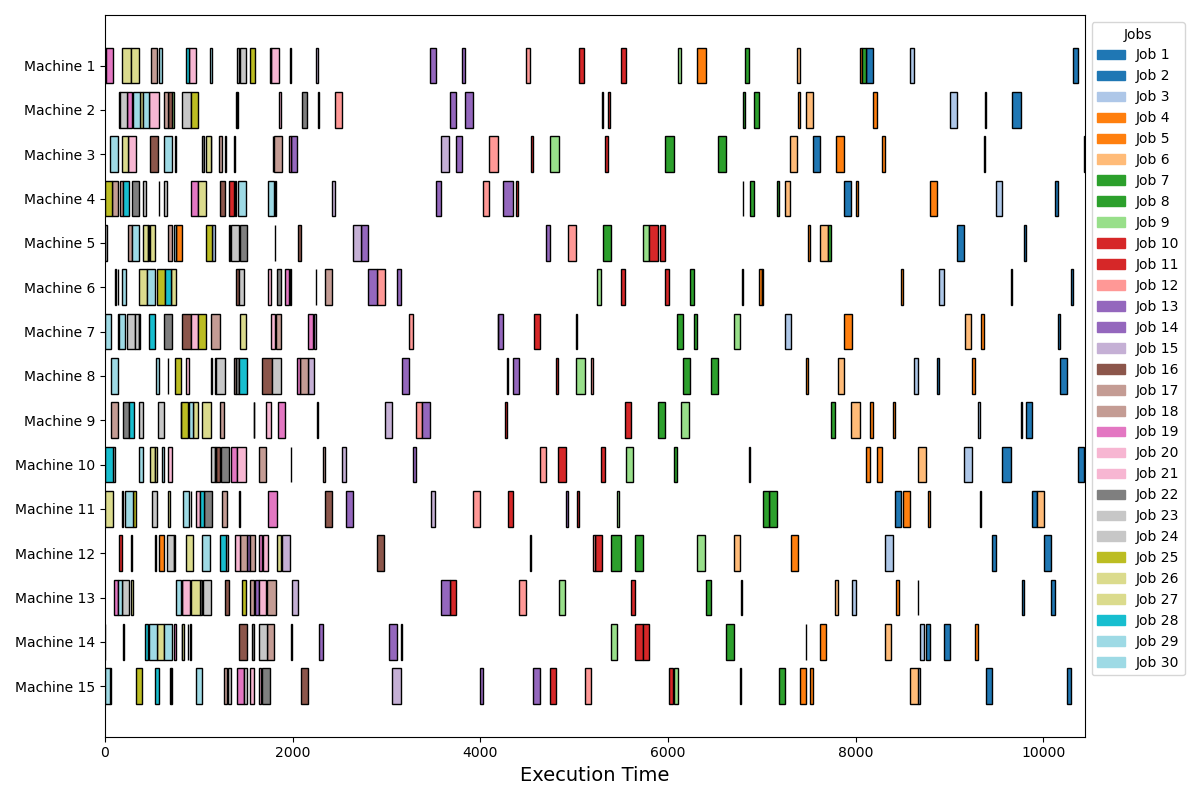 Machine 1
Machine 2
Machine 3
Machine 4
Machine 5
Machine 6
Machine 7
Machine 8
Machine 9
Machine 10
Machine 11
Machine 12
Machine 13
Machine 14
Machine 15
0 2000 4000 6000 8000 10000
Execution Time
Jobs
Job 1
Job 2
Job 3
Job 4
Job 5
Job 6
Job 7
Job 8
Job 9
Job 10
Job 11
Job 12
Job 13
Job 14
Job 15
Job 16
Job 17
Job 18
Job 19
Job 20
Job 21
Job 22
Job 23
Job 24
Job 25
Job 26
Job 27
Job 28
Job 29
Job 30